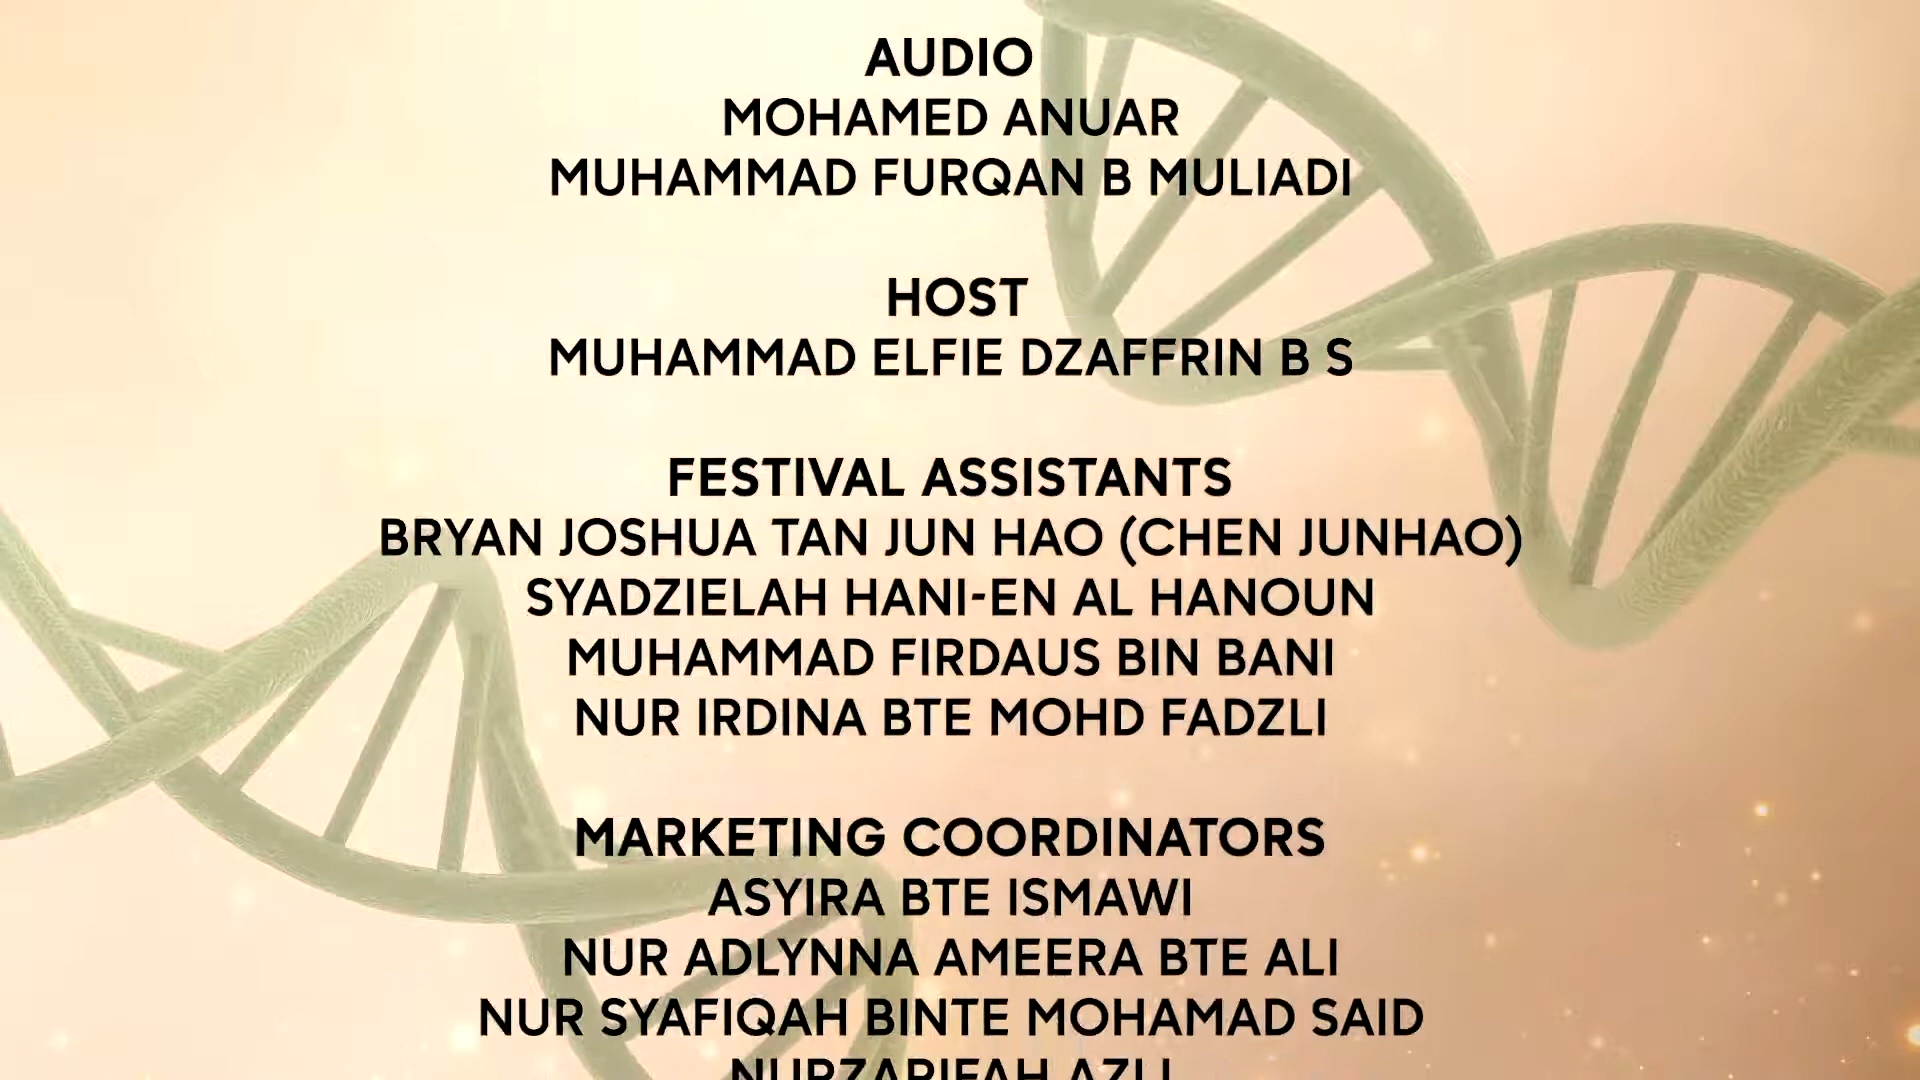 AUDIO
MOHAMED ANUAR
MUHAMMAD FURQAN B MULIADI
HOST
MUHAMMAD ELFIE DZAFFRIN B S
FESTIVAL ASSISTANTS
BRYAN JOSHUA TAN JUN HAO (CHEN JUNHAO)
SYADZIELAH HANI-EN AL HANOUN
MUHAMMAD FIRDAUS BIN BANI
NUR IRDINA BTE MOHD FADZLI
MARKETING COORDINATORS
ASYIRA BTE ISMAWI
NUR ADLYNNA AMEERA BTE ALI
NUR SYAFIQAH BINTE MOHAMAD SAID